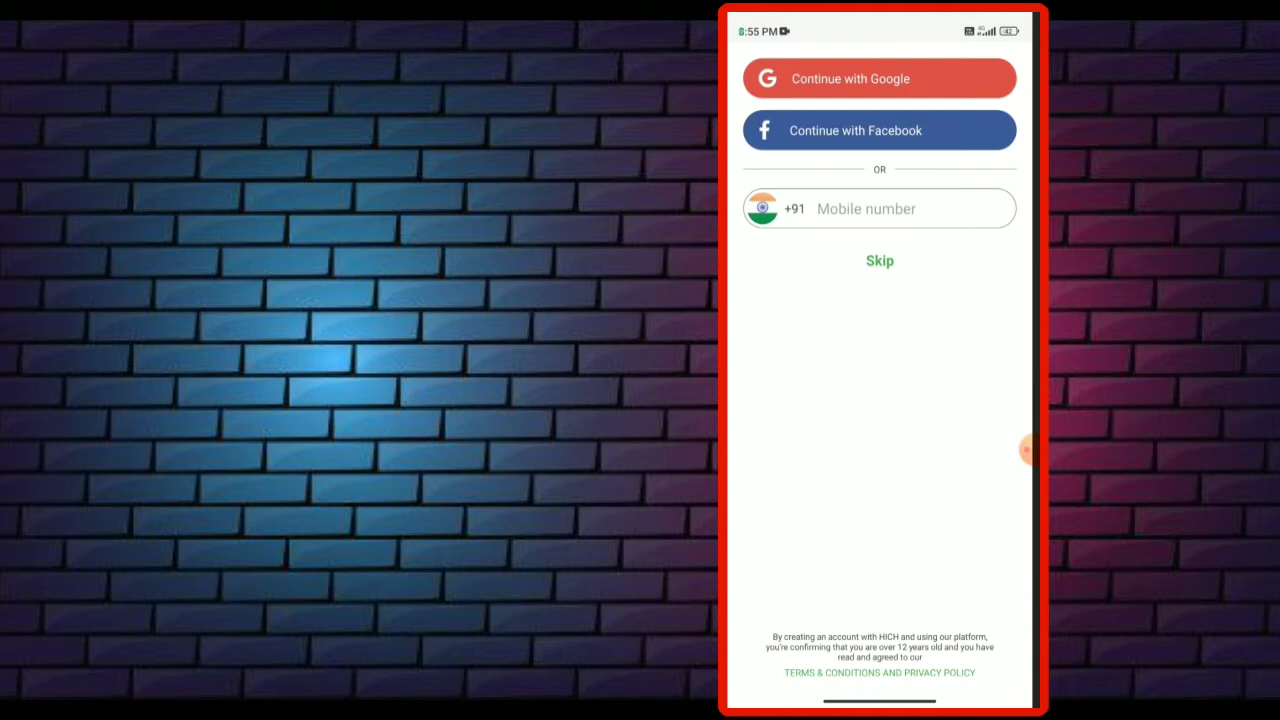 8:55 PM
4G
42
Continue with Google
Continue with Facebook
OR
+91 Mobile number
Skip
By creating an account with HICH and using our platform,
you're confirming that you are over 12 years old and you have
read and agreed to our
TERMS & CONDITIONS AND PRIVACY POLICY